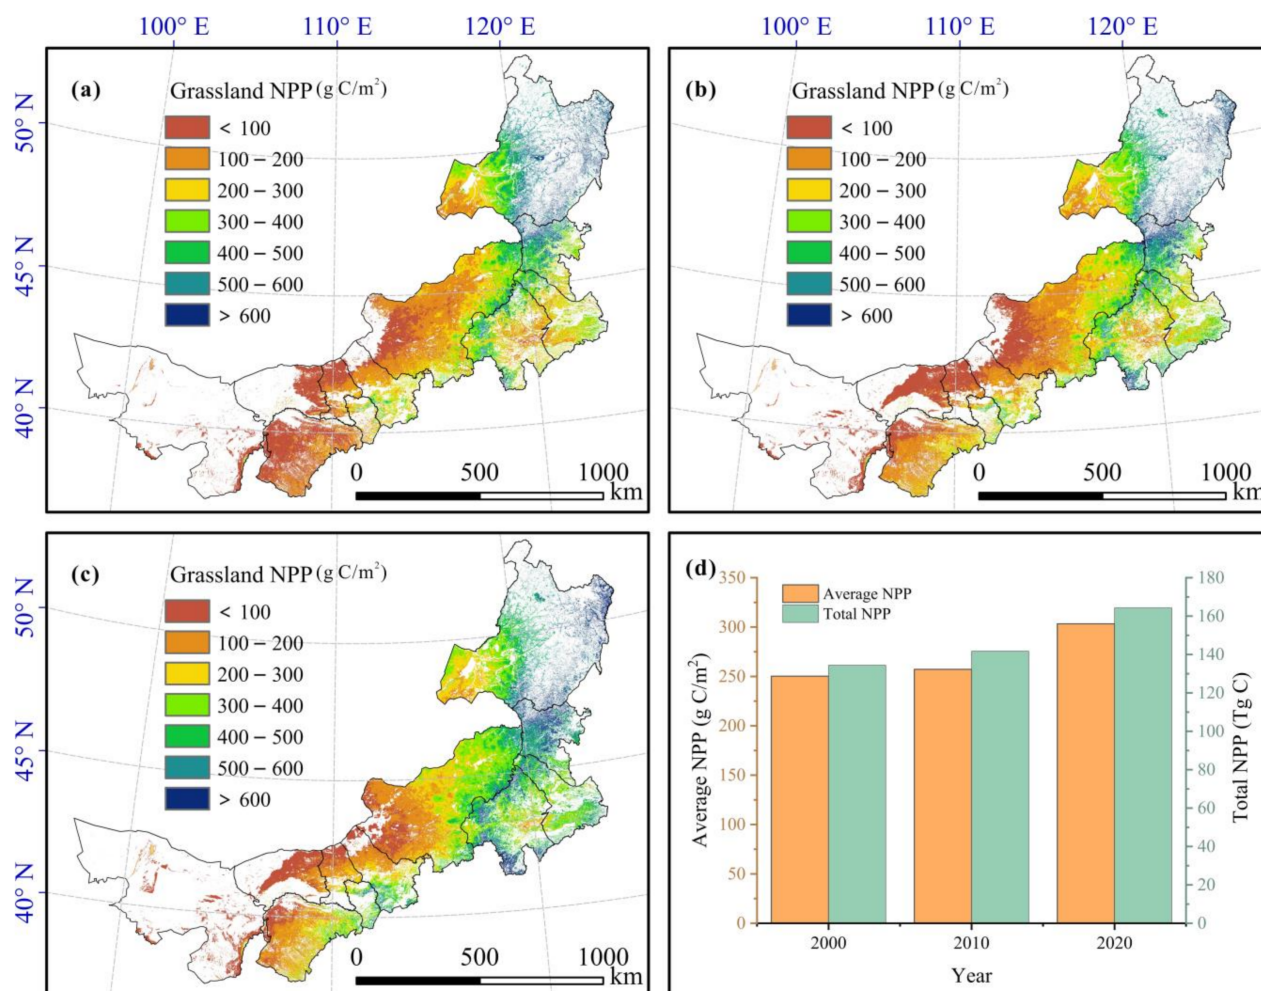 100° E 110° E 120° E 100° E 110° E 120° E
(a) Grassland NPP (g C/m²)
< 100
100 – 200
200 – 300
300 – 400
400 – 500
500 – 600
> 600
50° N
45° N
40° N
0 500 1000
km
(b) Grassland NPP (g C/m²)
< 100
100 – 200
200 – 300
300 – 400
400 – 500
500 – 600
> 600
0 500 1000
km
(c) Grassland NPP (g C/m²)
< 100
100 – 200
200 – 300
300 – 400
400 – 500
500 – 600
> 600
50° N
45° N
40° N
0 500 1000
km
(d)
Average NPP
Total NPP
350
300
250
200
150
100
50
0
Average NPP (g C/m²)
180
160
140
120
100
80
60
40
20
0
Total NPP (Tg C)
2000 2010 2020
Year